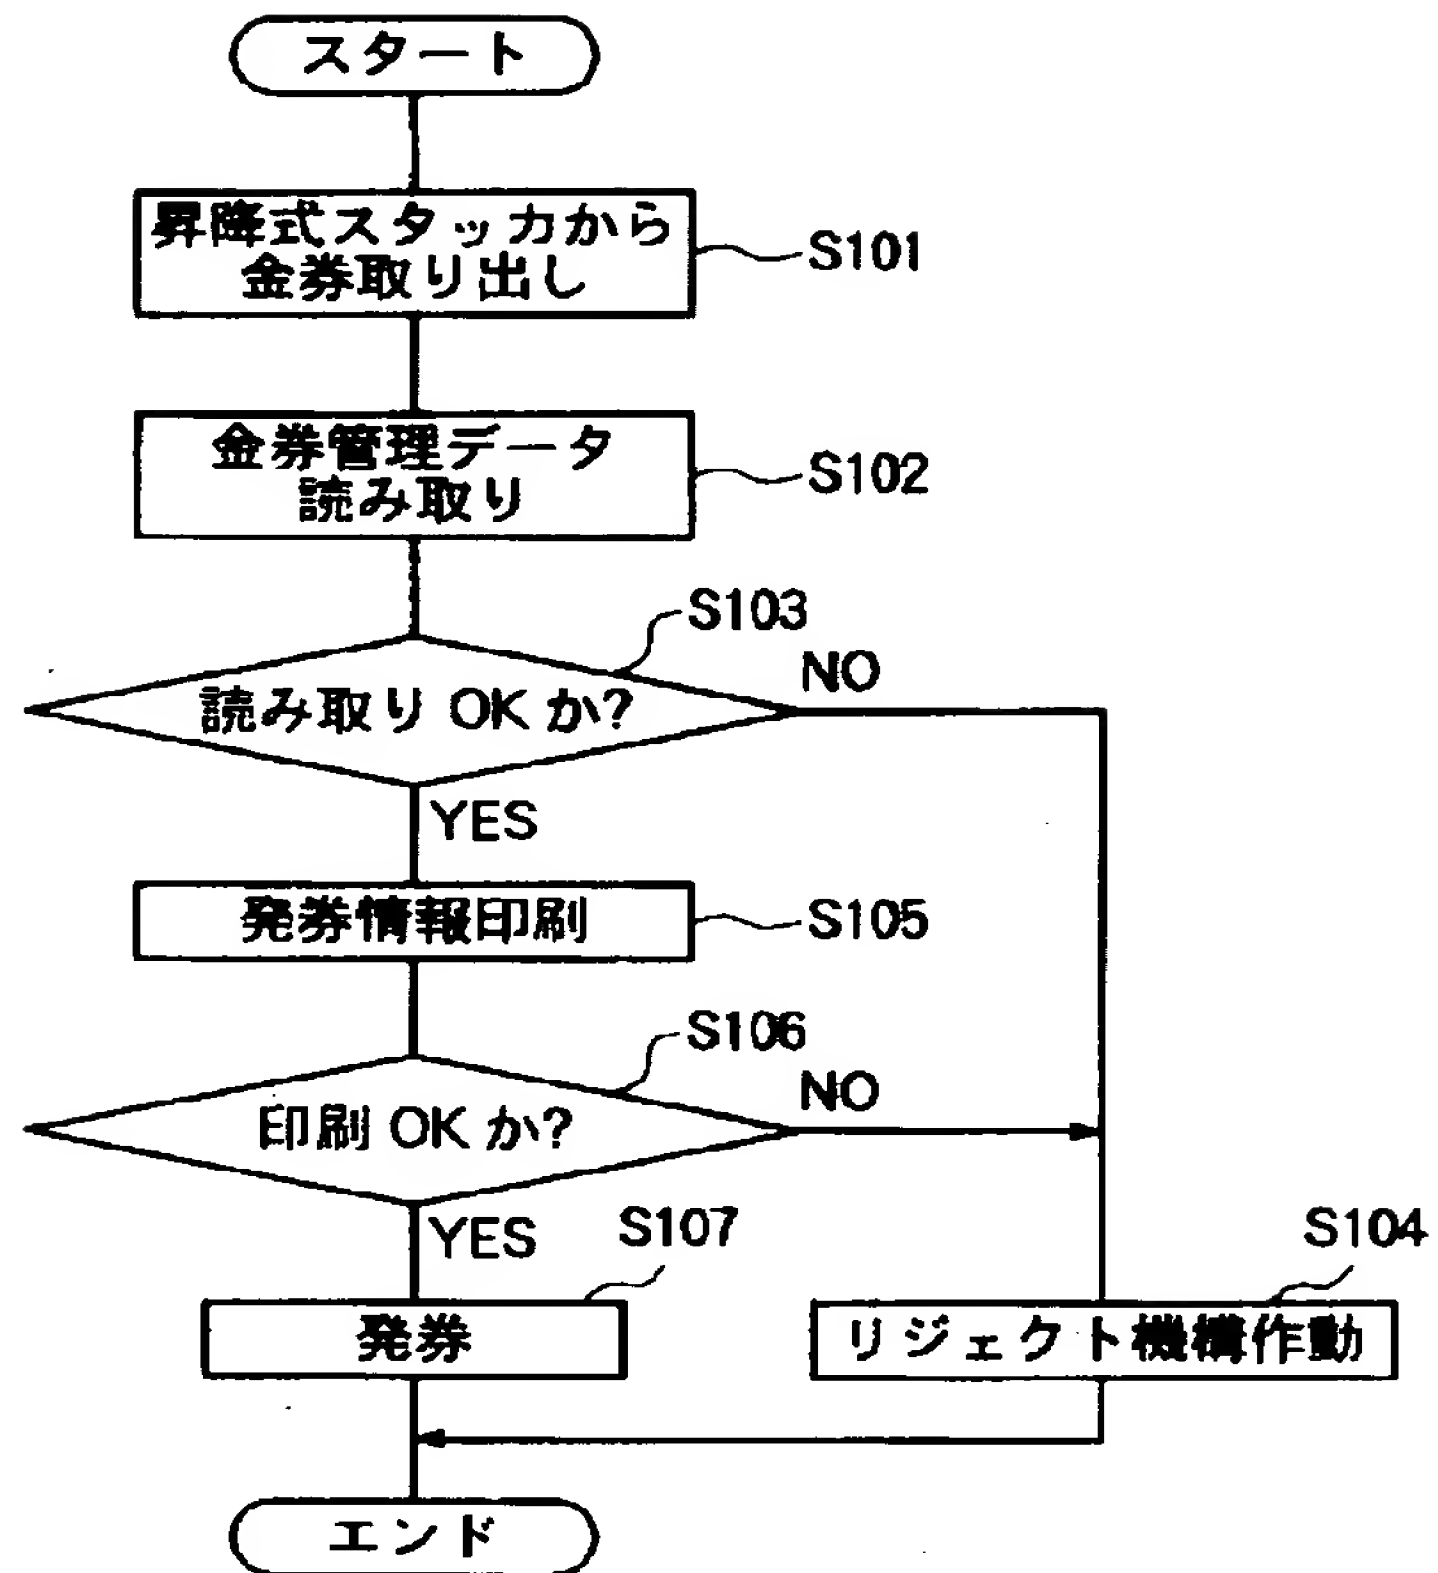 スタート
昇降式スタッカから
金券取り出し
S101
金券管理データ
読み取り
S102
S103
読み取り OK か?
NO
YES
発券情報印刷
S105
S106
印刷 OK か?
NO
YES
S107
発券
S104
リジェクト機構作動
エンド